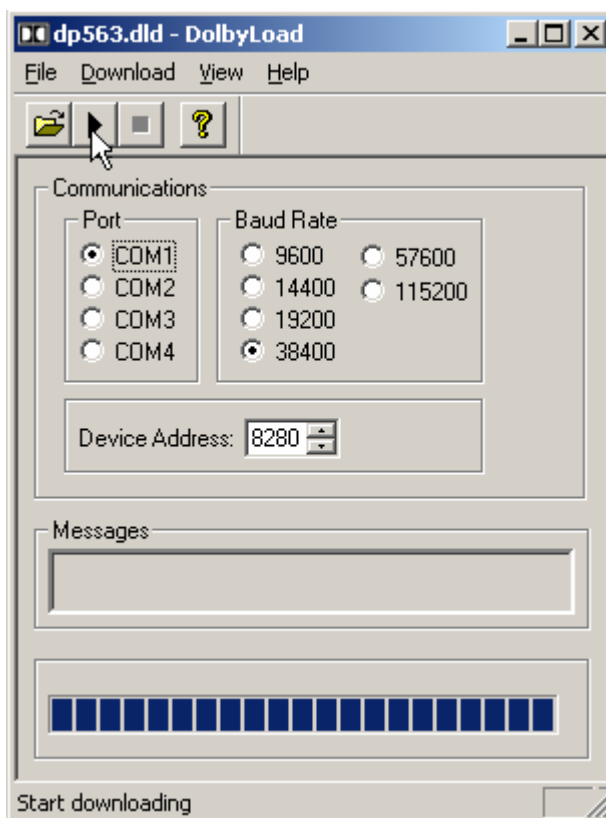 dp563.dld - DolbyLoad
File Download View Help
Communications
Port Baud Rate
COM1 9600 57600
COM2 14400 115200
COM3 19200
COM4 38400
Device Address: 8280
Messages
Start downloading